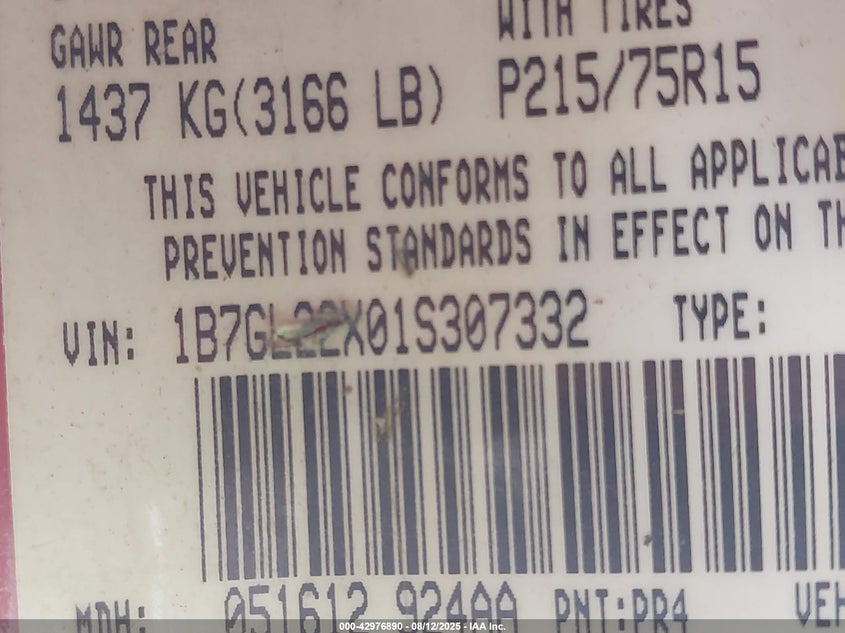 GAWR REAR
WITH TIRES
1437 KG(3166 LB) P215/75R15
THIS VEHICLE CONFORMS TO ALL APPLICAB
PREVENTION STANDARDS IN EFFECT ON TH
VIN: 1B7GL22X01S307332 TYPE:
MDH: 051612 924AA PNT:PR4 VEH
000-42976890 - 08/12/2025 - IAA Inc.